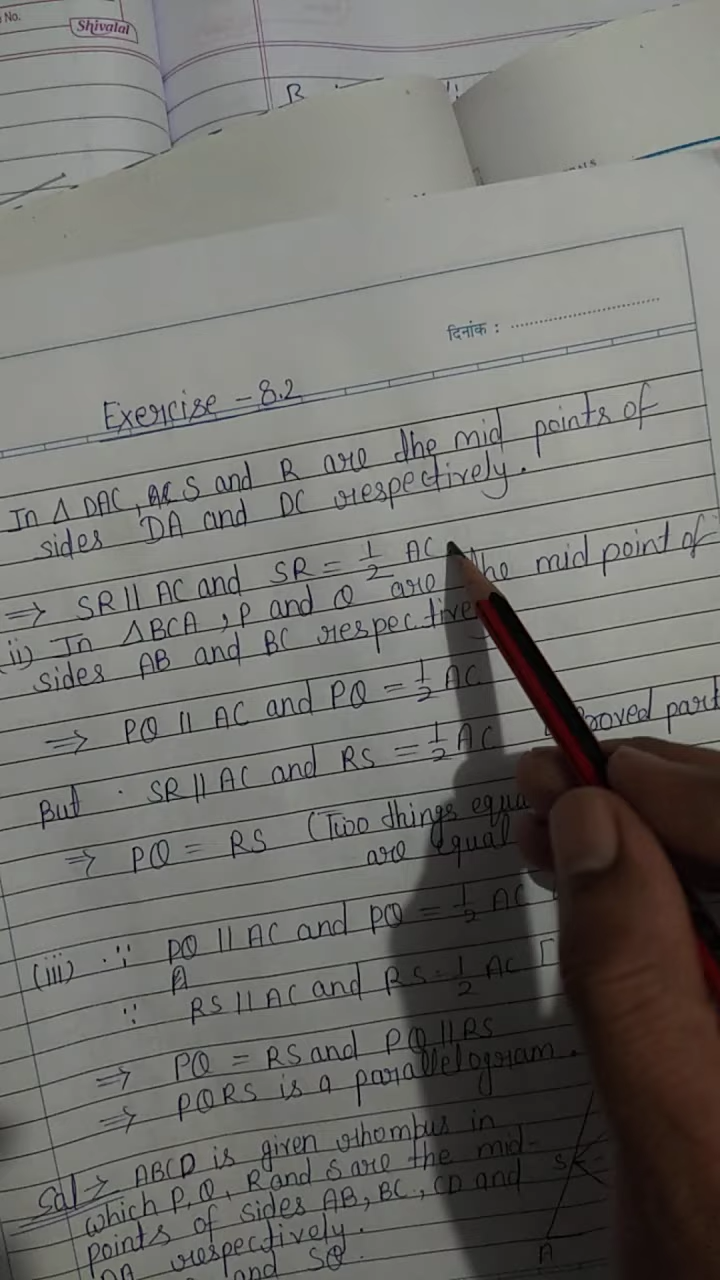 No.
Shivalal
R
दिनांक : ..............................
Exercise - 8.2
In Δ DAC, S and R are the mid points of
sides DA and DC respectively.
⇒ SR || AC and SR = 1/2 AC
(ii) In ΔBCA, P and Q are the mid point of
sides AB and BC respective
⇒ PQ || AC and PQ = 1/2 AC
But SR || AC and RS = 1/2 AC proved part
⇒ PQ = RS (Two things equa
are equal
(iii) ∵ PQ || AC and PQ = 1/2 AC
∵ RS || AC and RS = 1/2 AC [
⇒ PQ = RS and PQ || RS
⇒ PQRS is a parallelogram.
Sol → ABCD is given rhombus in
which P, Q, R and S are the mid-
points of sides AB, BC, CD and
DA respectively.
and SQ.
S
A